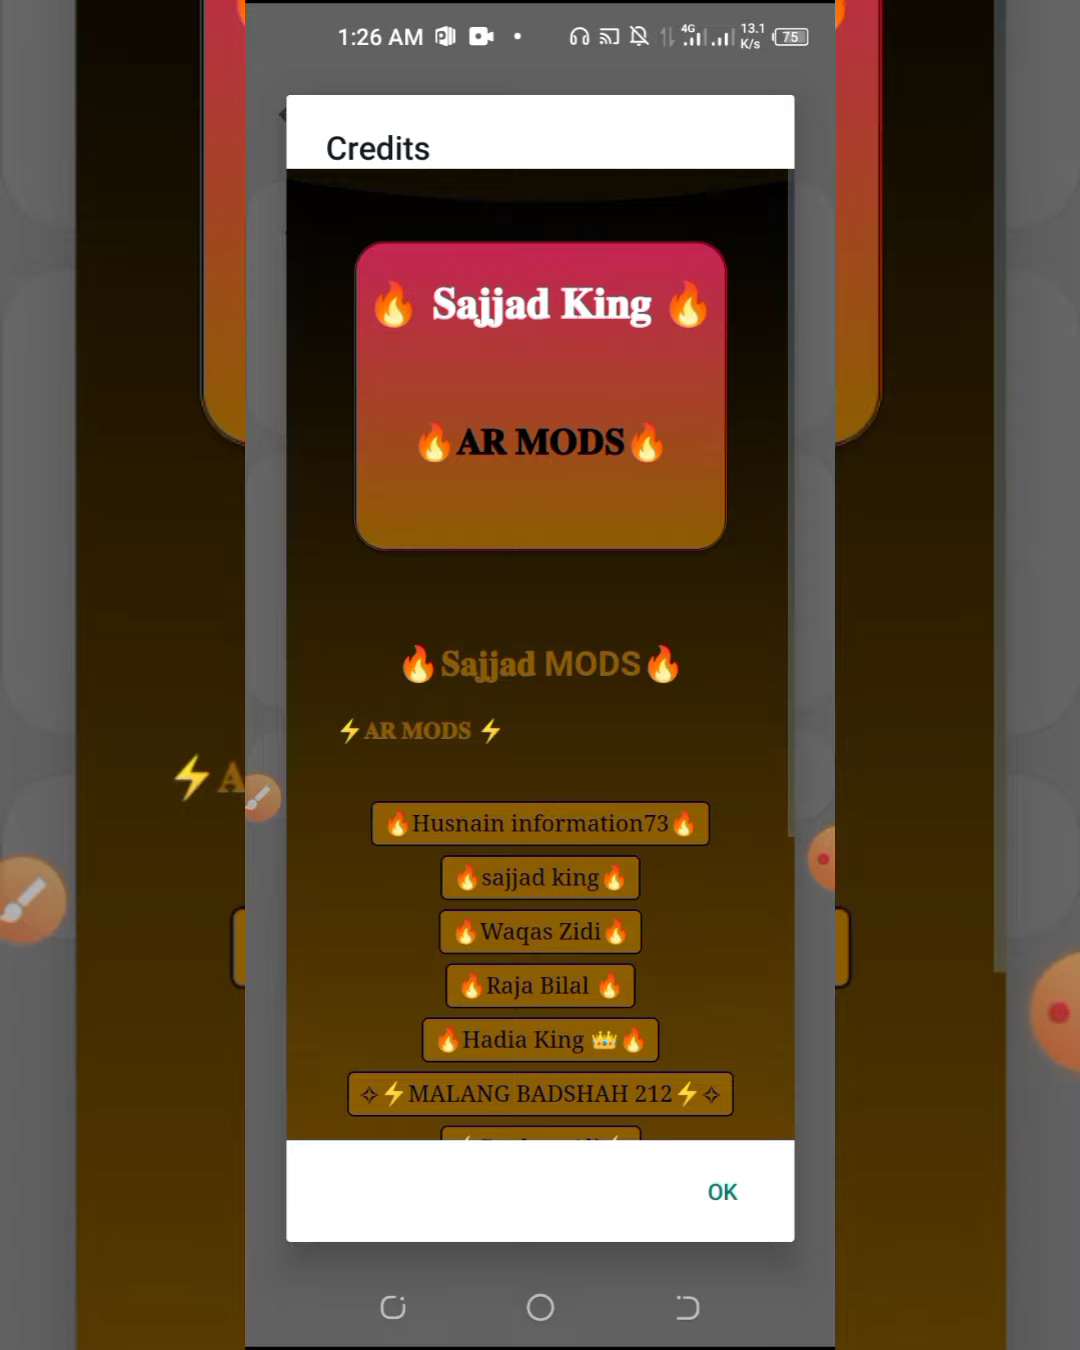 1:26 AM
4G
13.1
K/s
75
Credits
🔥 Sajjad King 🔥
🔥AR MODS🔥
🔥Sajjad MODS🔥
⚡AR MODS ⚡
🔥Husnain information73🔥
🔥sajjad king🔥
🔥Waqas Zidi🔥
🔥Raja Bilal 🔥
🔥Hadia King 👑🔥
✧⚡MALANG BADSHAH 212⚡✧
OK